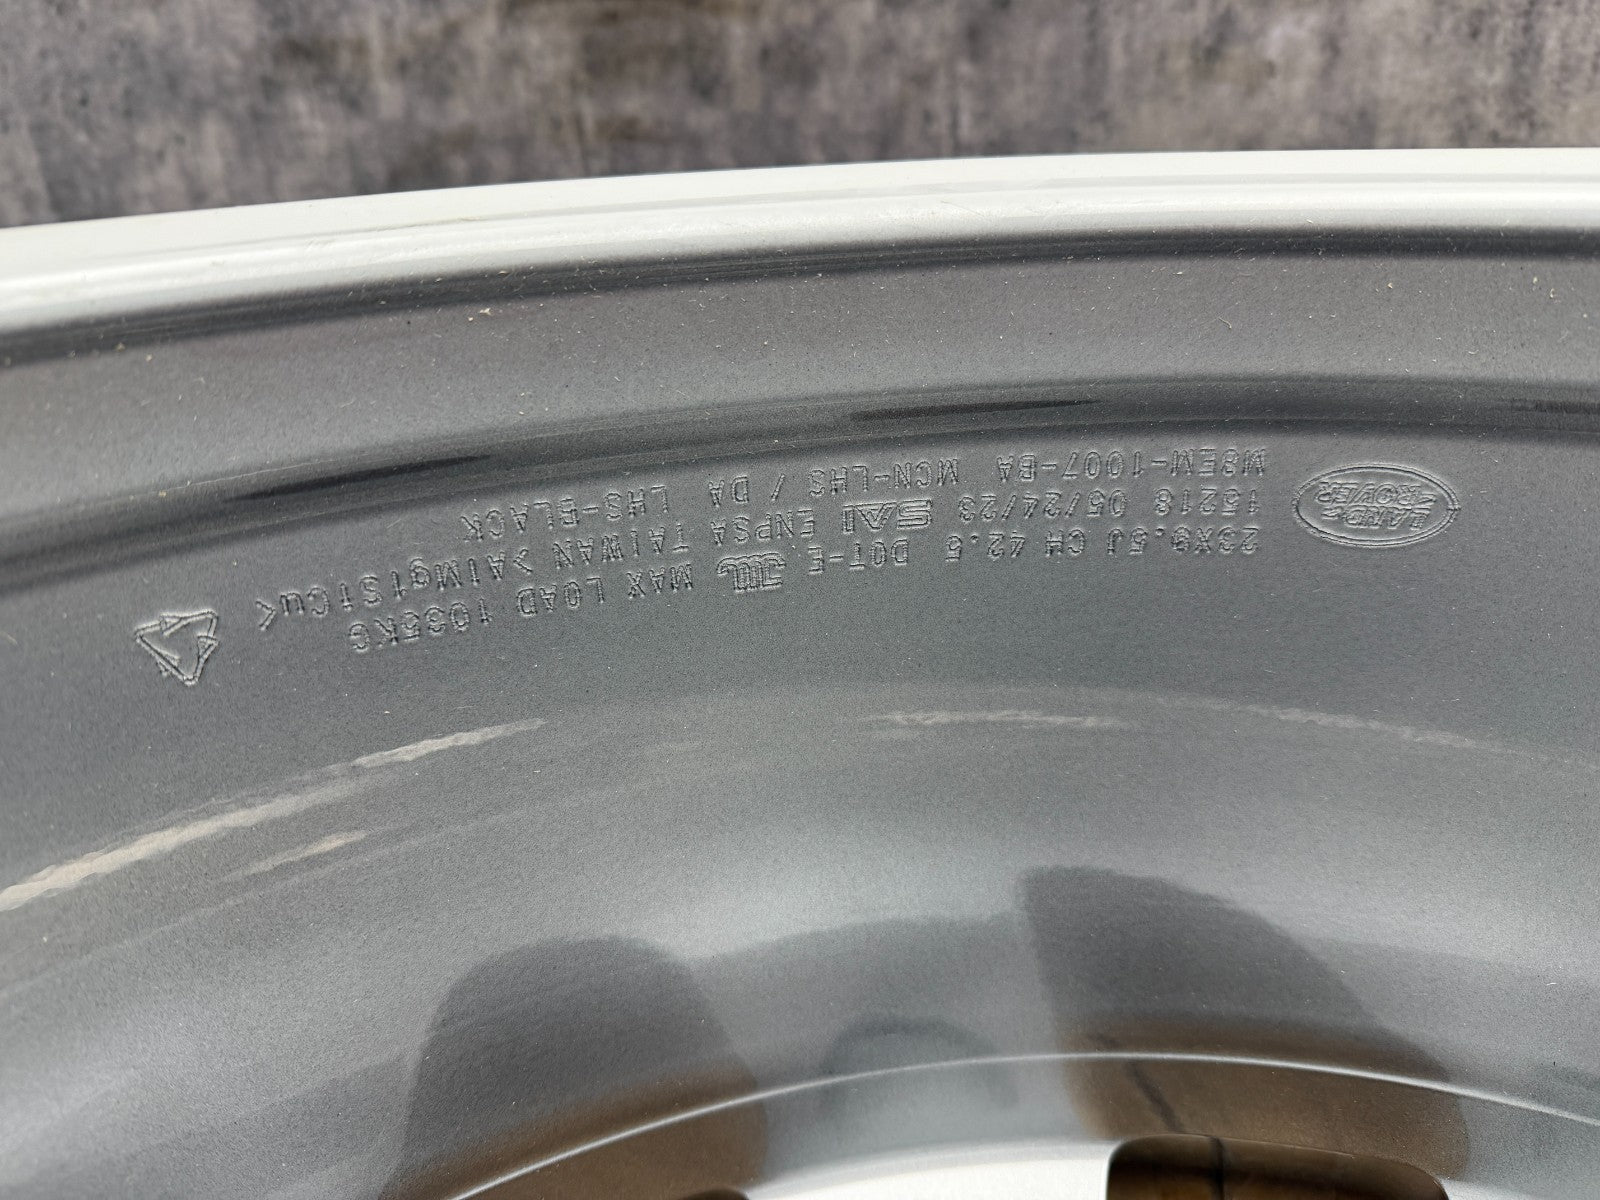 LAND ROVER
23X9.5J CH 42.5 DOT-E JWL MAX LOAD 1035KG
15218 05/24/23 SAI ENPSA TAIWAN >AlMg1SiCu<
M8EM-1007-BA MCN-LHS / DA LHS-BLACK